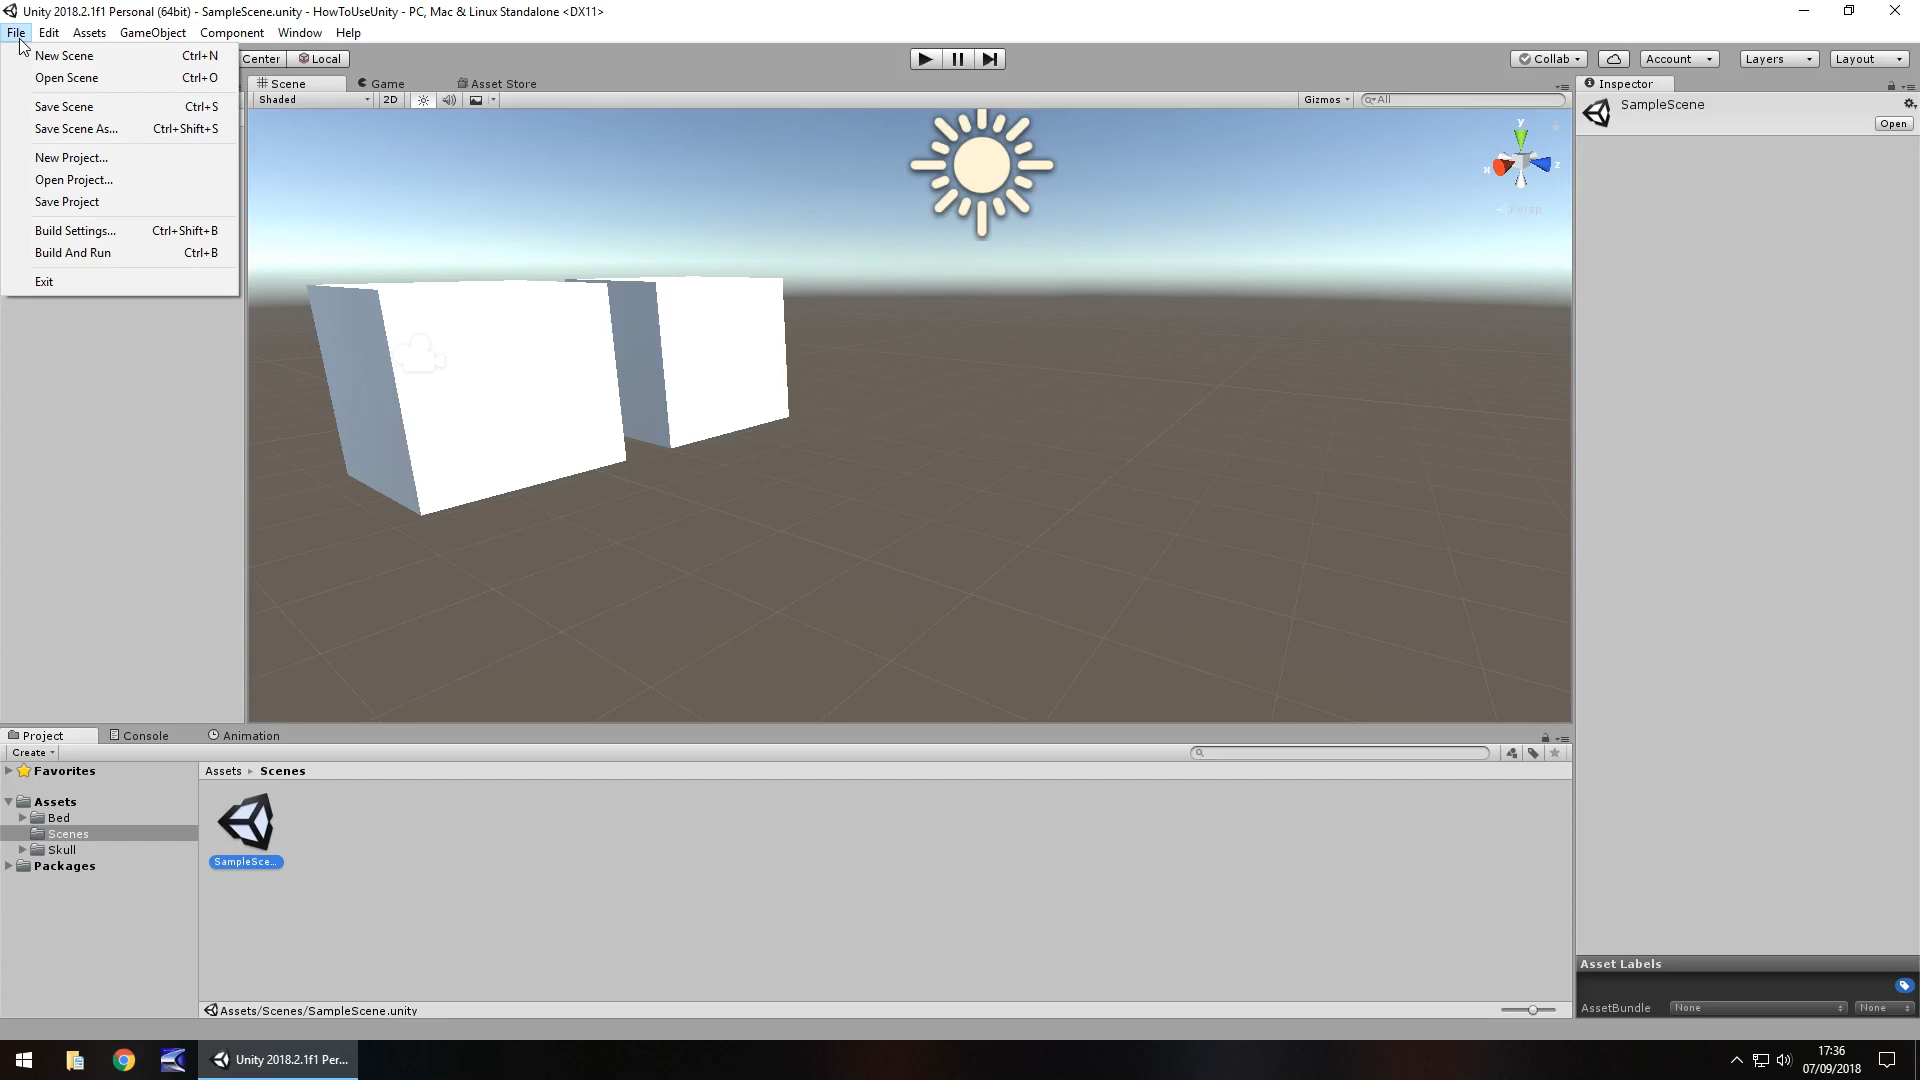 Unity 2018.2.1f1 Personal (64bit) - SampleScene.unity - HowToUseUnity - PC, Mac & Linux Standalone <DX11>
File Edit Assets GameObject Component Window Help
New Scene Ctrl+N
Open Scene Ctrl+O
Save Scene Ctrl+S
Save Scene As... Ctrl+Shift+S
New Project...
Open Project...
Save Project
Build Settings... Ctrl+Shift+B
Build And Run Ctrl+B
Exit
Center Local
Collab Account Layers Layout
Scene Game Asset Store
Shaded 2D Gizmos All
y
x z
Persp
Inspector
SampleScene
Open
Project Console Animation
Create
Favorites
Assets
Bed
Scenes
Skull
Packages
Assets Scenes
SampleSce...
Assets/Scenes/SampleScene.unity
Asset Labels
AssetBundle None None
Unity 2018.2.1f1 Per...
17:36
07/09/2018